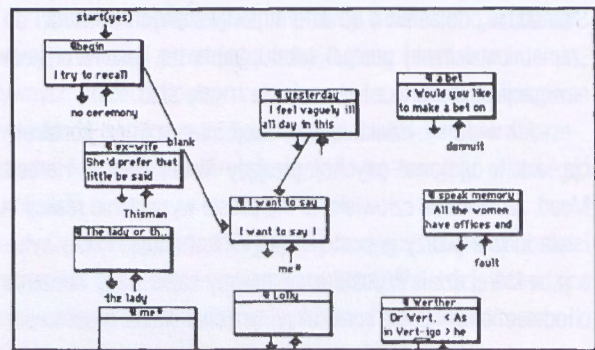 start(yes)
begin
I try to recall
no ceremony
yesterday
I feel vaguely ill
all day in this
a bet
< Would you like
to make a bet on
dammit
blank
ex-wife
She'd prefer that
little be said
Thisman
I want to say
I want to say I
me*
speak memory
All the women
have offices and
fault
The lady or th..
the lady
me*
Lolly
Werther
Dr Vert. < As
in Vert-igo > he